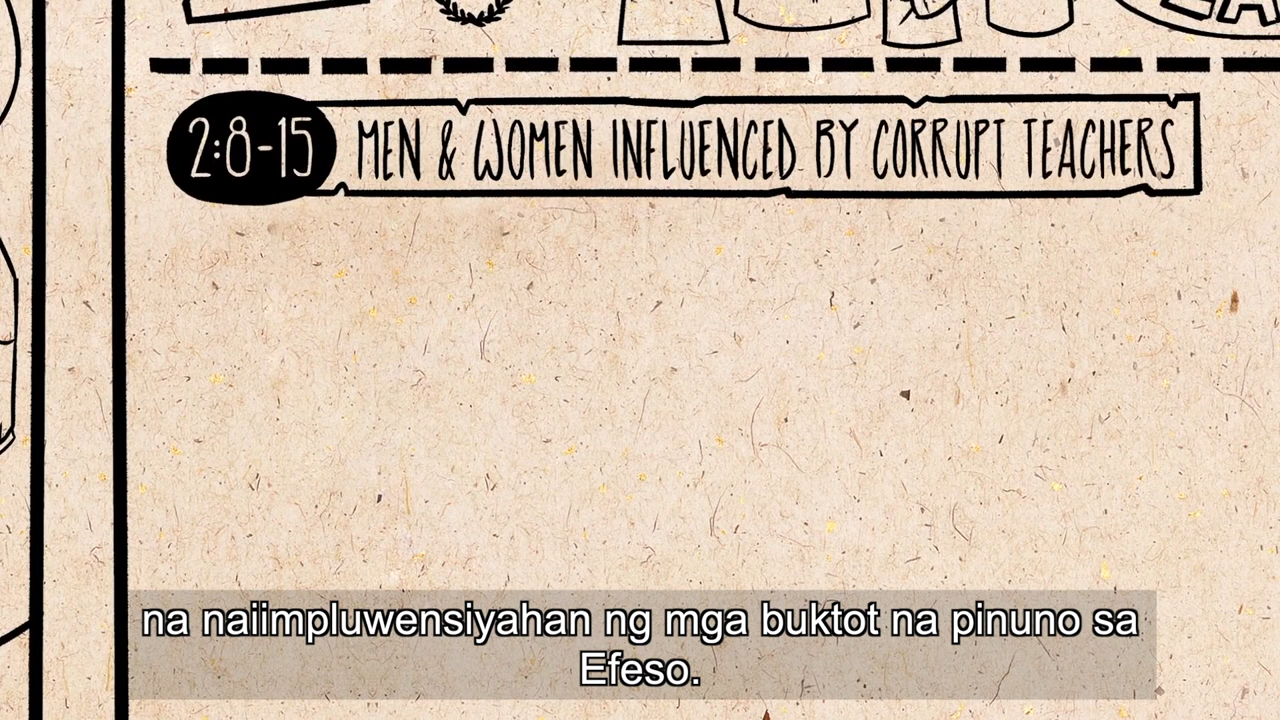 2:8-15 MEN & WOMEN INFLUENCED BY CORRUPT TEACHERS
na naiimpluwensiyahan ng mga buktot na pinuno sa
Efeso.